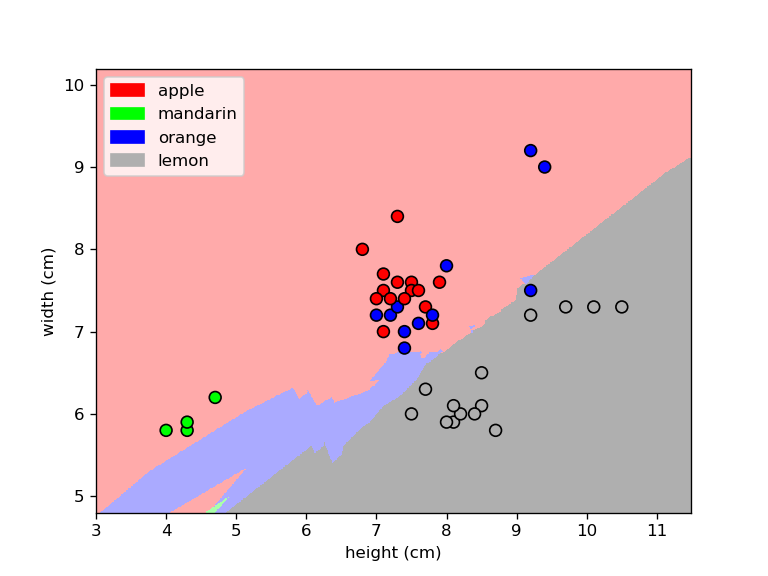 apple
mandarin
orange
lemon
10
9
8
7
6
5
width (cm)
3 4 5 6 7 8 9 10 11
height (cm)